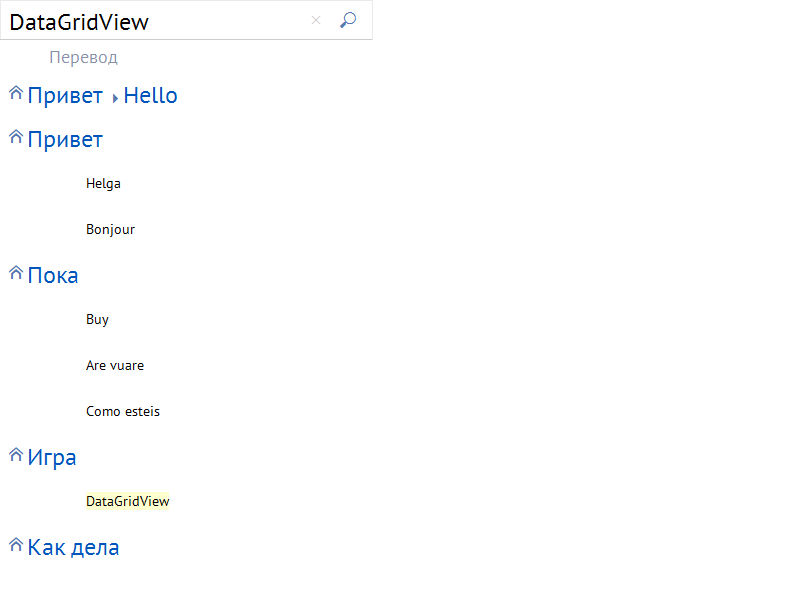 DataGridView
Перевод
Привет Hello
Привет
Helga
Bonjour
Пока
Buy
Are vuare
Como esteis
Игра
DataGridView
Как дела